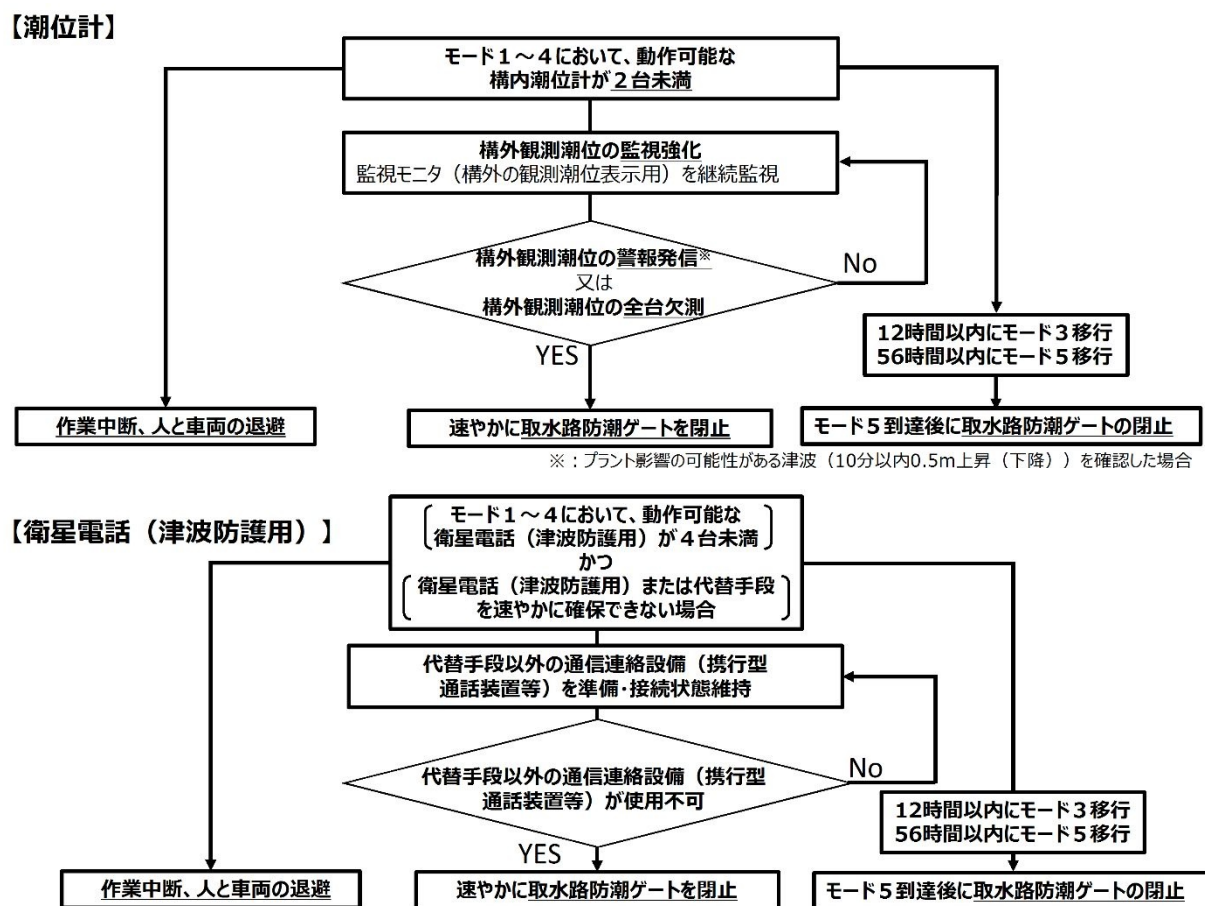 【潮位計】
モード1～4において、動作可能な
構内潮位計が2台未満
構外観測潮位の監視強化
監視モニタ（構外の観測潮位表示用）を継続監視
構外観測潮位の警報発信※
又は
構外観測潮位の全台欠測
No
YES
12時間以内にモード3移行
56時間以内にモード5移行
作業中断、人と車両の退避
速やかに取水路防潮ゲートを閉止
モード5到達後に取水路防潮ゲートの閉止
※：プラント影響の可能性がある津波（10分以内0.5m上昇（下降））を確認した場合
【衛星電話（津波防護用）】
モード1～4において、動作可能な
衛星電話（津波防護用）が4台未満
かつ
衛星電話（津波防護用）または代替手段
を速やかに確保できない場合
代替手段以外の通信連絡設備（携行型
通話装置等）を準備・接続状態維持
代替手段以外の通信連絡設備（携行型
通話装置等）が使用不可
No
YES
12時間以内にモード3移行
56時間以内にモード5移行
作業中断、人と車両の退避
速やかに取水路防潮ゲートを閉止
モード5到達後に取水路防潮ゲートの閉止